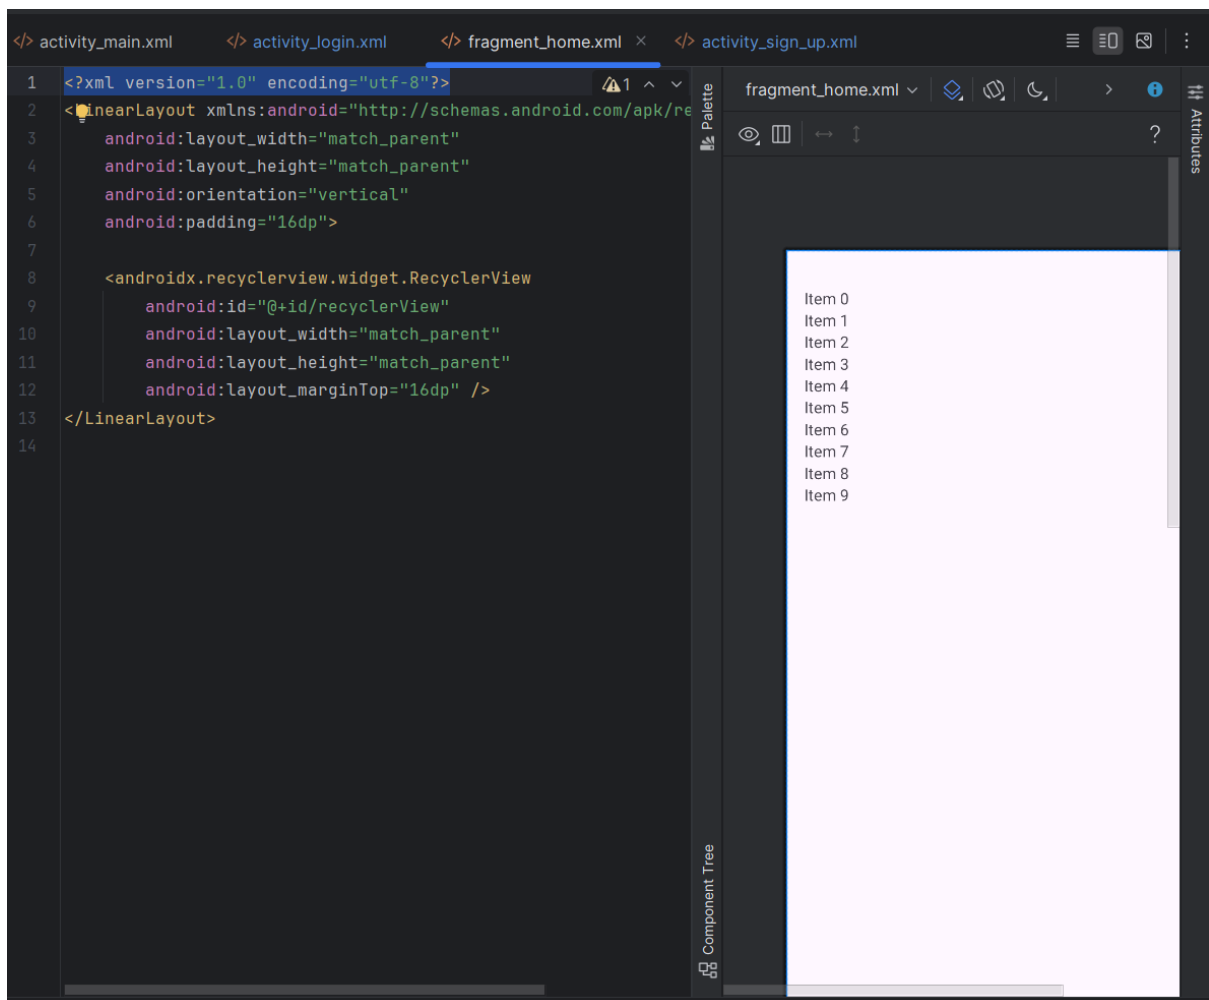 activity_main.xml activity_login.xml fragment_home.xml activity_sign_up.xml
1 <?xml version="1.0" encoding="utf-8"?> 1
2 <LinearLayout xmlns:android="http://schemas.android.com/apk/re
3 android:layout_width="match_parent"
4 android:layout_height="match_parent"
5 android:orientation="vertical"
6 android:padding="16dp">
7
8 <androidx.recyclerview.widget.RecyclerView
9 android:id="@+id/recyclerView"
10 android:layout_width="match_parent"
11 android:layout_height="match_parent"
12 android:layout_marginTop="16dp" />
13 </LinearLayout>
14
Palette
Component Tree
fragment_home.xml
?
Item 0
Item 1
Item 2
Item 3
Item 4
Item 5
Item 6
Item 7
Item 8
Item 9
Attributes